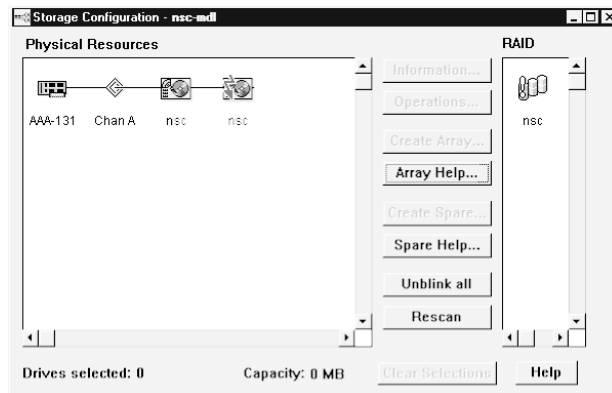 Storage Configuration - nsc-mdl
Physical Resources
RAID
AAA-131
Chan A
nsc
nsc
Information...
Operations...
Create Array...
Array Help...
Create Spare...
Spare Help...
Unblink all
Rescan
nsc
Drives selected: 0
Capacity: 0 MB
Clear Selections
Help